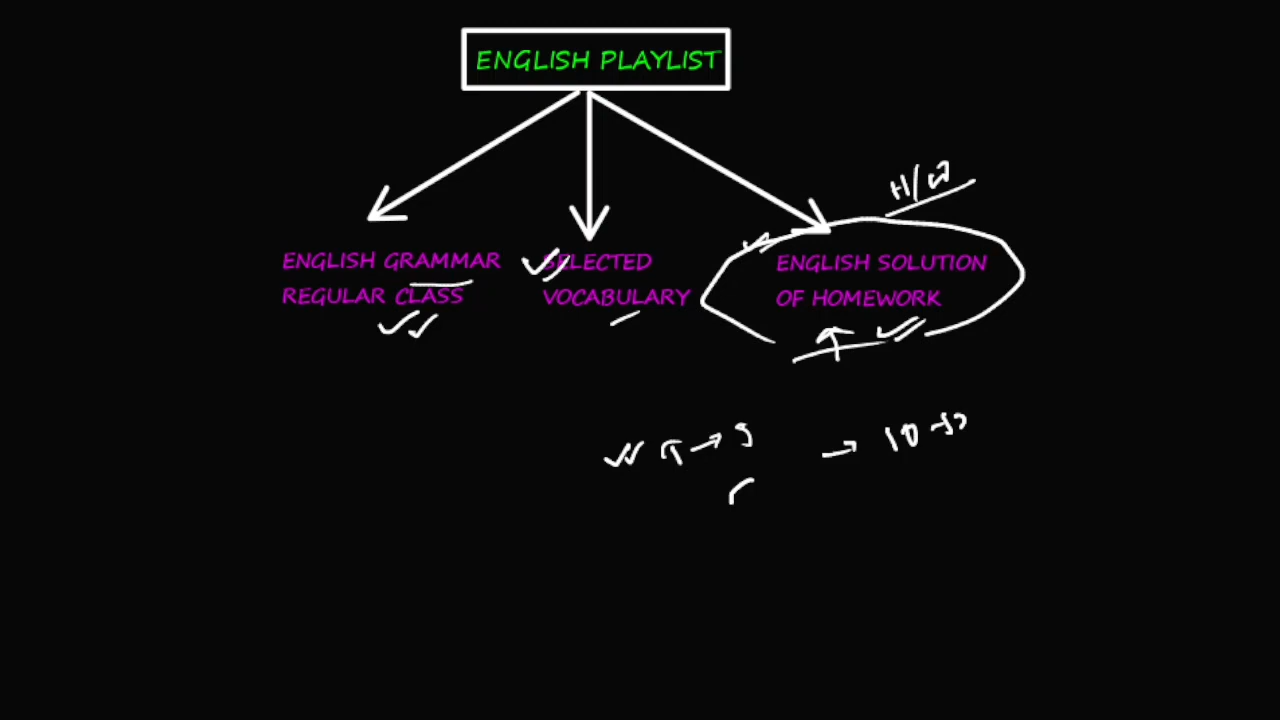 ENGLISH PLAYLIST
H/W
ENGLISH GRAMMAR
REGULAR CLASS
SELECTED
VOCABULARY
ENGLISH SOLUTION
OF HOMEWORK